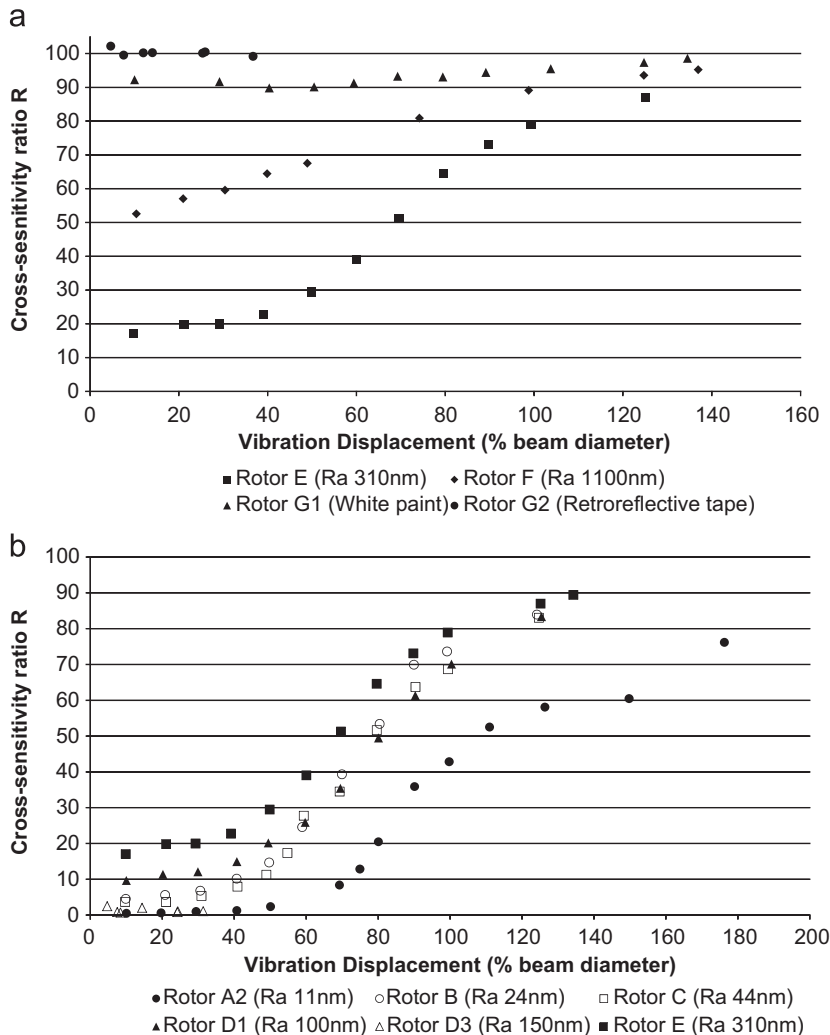 a
100
90
80
70
60
50
40
30
20
10
0
Cross-sesnitivity ratio R
0 20 40 60 80 100 120 140 160
Vibration Displacement (% beam diameter)
Rotor E (Ra 310nm) Rotor F (Ra 1100nm)
Rotor G1 (White paint) Rotor G2 (Retroreflective tape)
b
100
90
80
70
60
50
40
30
20
10
0
Cross-sensitivity ratio R
0 20 40 60 80 100 120 140 160 180 200
Vibration Displacement (% beam diameter)
Rotor A2 (Ra 11nm) Rotor B (Ra 24nm) Rotor C (Ra 44nm)
Rotor D1 (Ra 100nm) Rotor D3 (Ra 150nm) Rotor E (Ra 310nm)